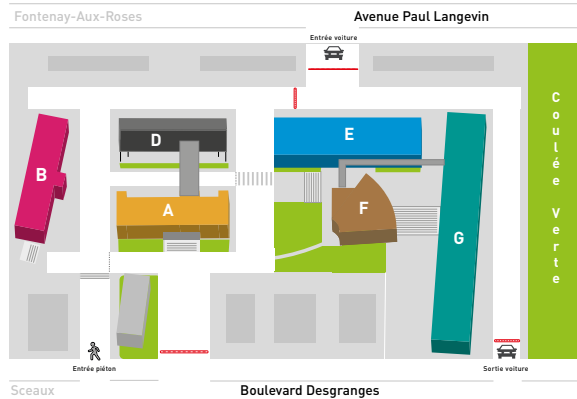 Fontenay-Aux-Roses
Avenue Paul Langevin
Entrée voiture
D
E
B
A
F
G
Coulée Verte
Entrée piéton
Sortie voiture
Sceaux
Boulevard Desgranges